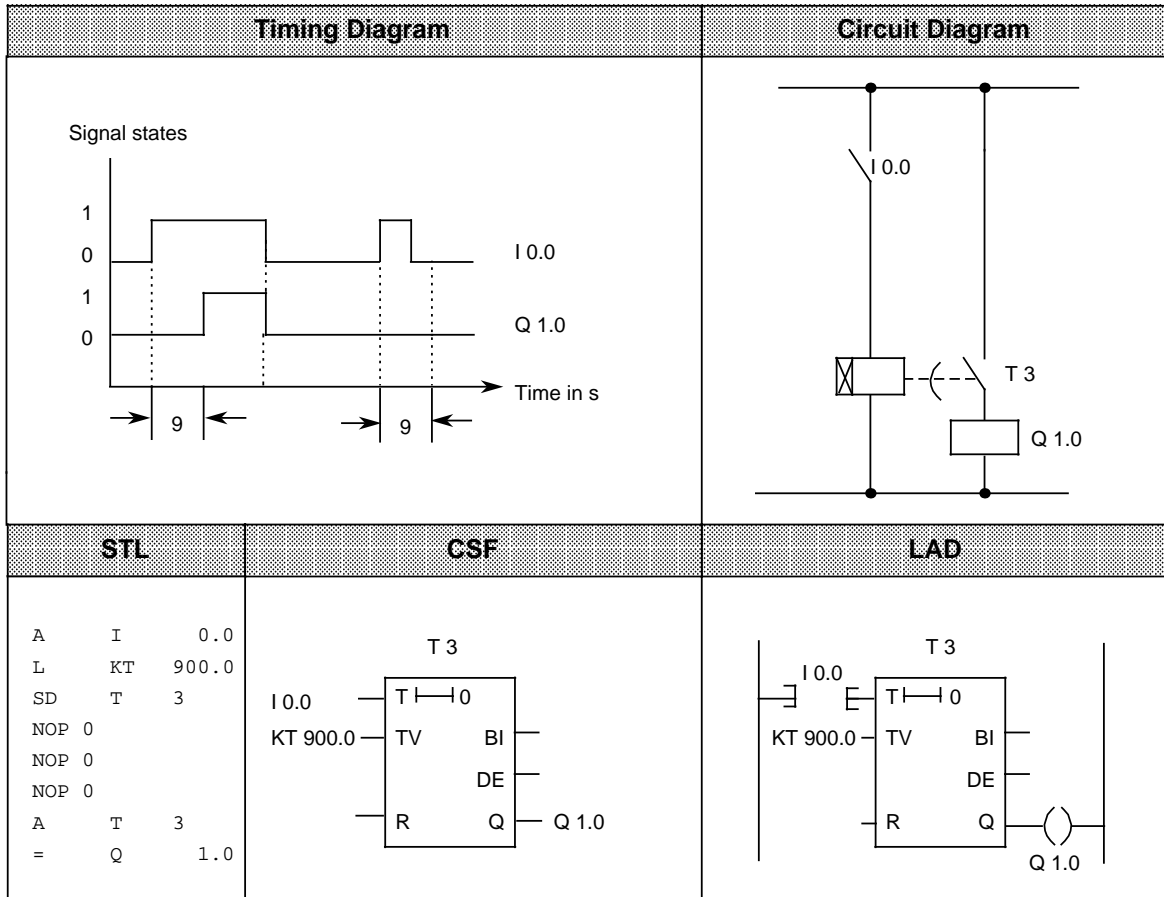 Timing Diagram
Circuit Diagram
Signal states
1
0
I 0.0
1
0
Q 1.0
Time in s
9
9
I 0.0
T 3
Q 1.0
STL
CSF
LAD
A I 0.0
L KT 900.0
SD T 3
NOP 0
NOP 0
NOP 0
A T 3
= Q 1.0
T 3
I 0.0 T 0
KT 900.0 TV BI
DE
R Q Q 1.0
T 3
I 0.0
T 0
KT 900.0 TV BI
DE
R Q
Q 1.0